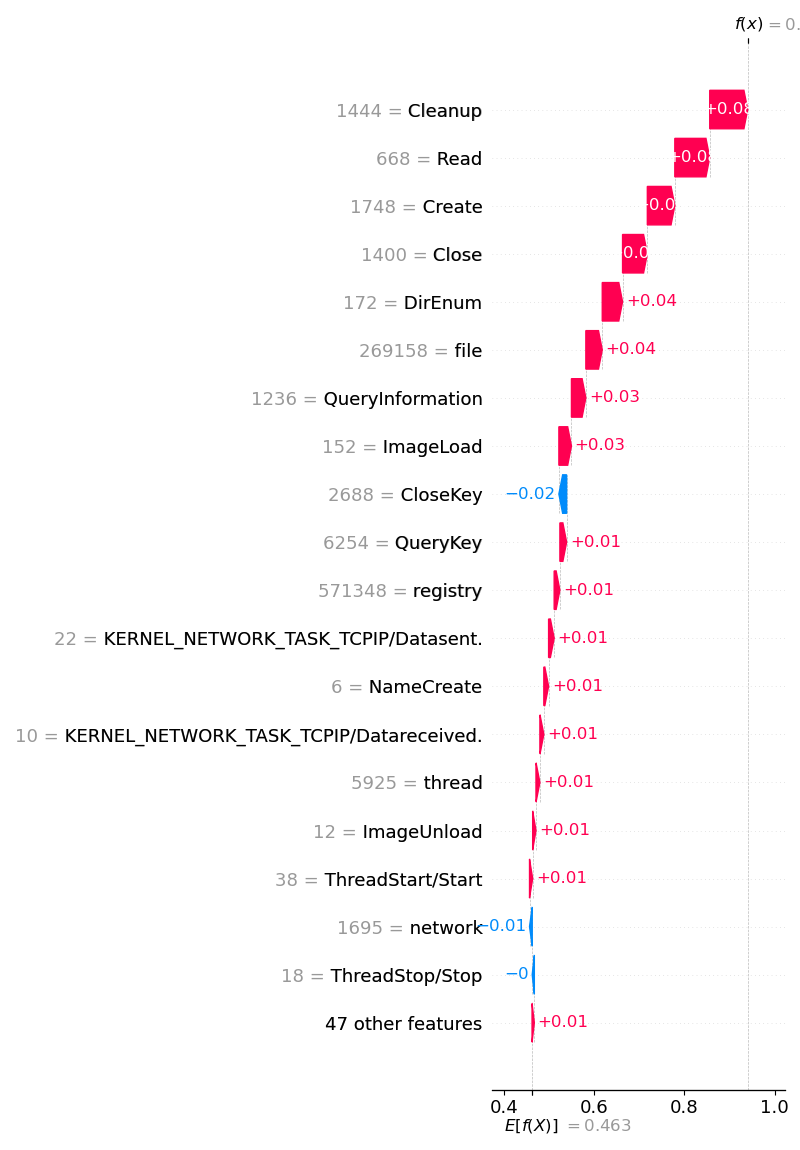 f(x) = 0.
1444 = Cleanup +0.08
668 = Read +0.08
1748 = Create
1400 = Close
172 = DirEnum +0.04
269158 = file +0.04
1236 = QueryInformation +0.03
152 = ImageLoad +0.03
2688 = CloseKey −0.02
6254 = QueryKey +0.01
571348 = registry +0.01
22 = KERNEL_NETWORK_TASK_TCPIP/Datasent. +0.01
6 = NameCreate +0.01
10 = KERNEL_NETWORK_TASK_TCPIP/Datareceived. +0.01
5925 = thread +0.01
12 = ImageUnload +0.01
38 = ThreadStart/Start +0.01
1695 = network −0.01
18 = ThreadStop/Stop −0
47 other features +0.01
0.4 0.6 0.8 1.0
E[f(X)] = 0.463